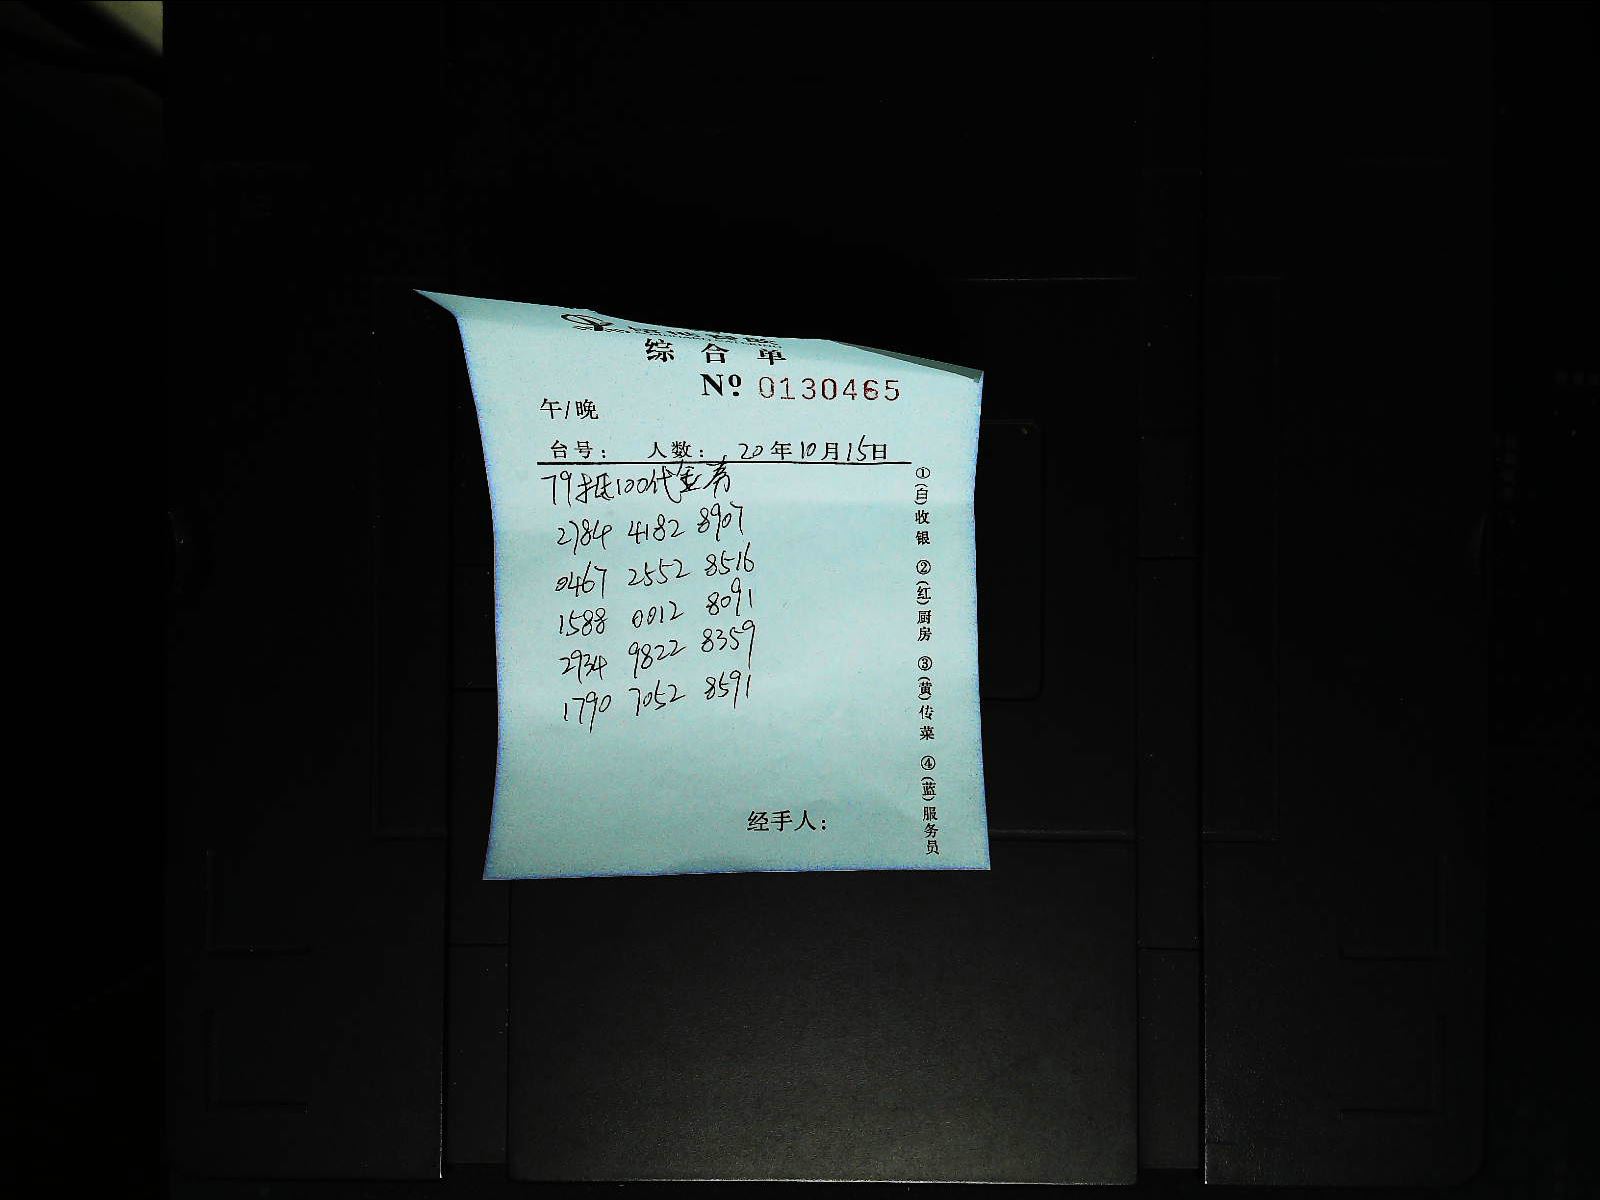 综合单
Nº 0130465
午/晚
台号： 人数： 20年10月15日
79抵100代金券
2784 4182 8907
0467 2552 8516
1588 0012 8091
2934 9822 8359
1790 7052 8591
经手人：
①(白)收银 ②(红)厨房 ③(黄)传菜 ④(蓝)服务员